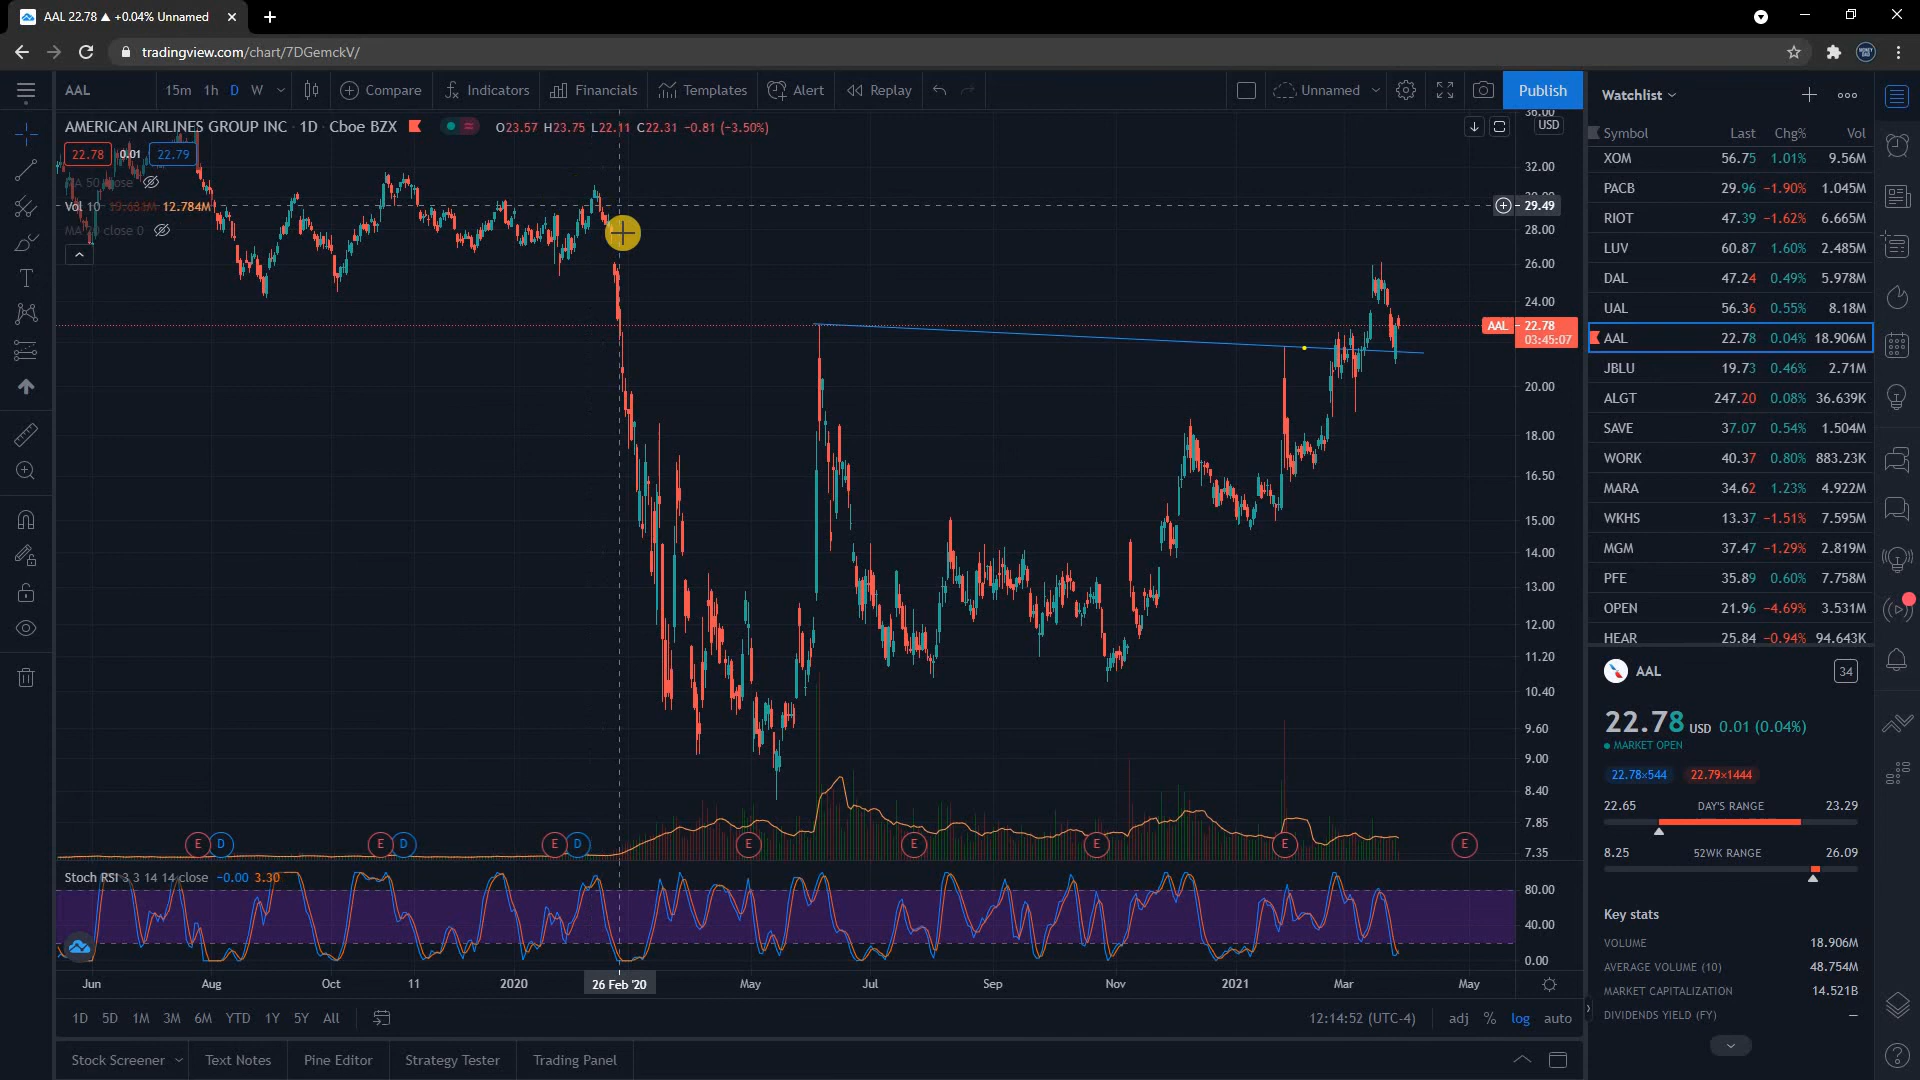 AAL 22.78 ▲ +0.04% Unnamed
tradingview.com/chart/7DGemckV/
AAL 15m 1h D W Compare Indicators Financials Templates Alert Replay Unnamed Publish
AMERICAN AIRLINES GROUP INC · 1D · Cboe BZX O23.57 H23.75 L22.11 C22.31 −0.81 (−3.50%)
22.78 0.01 22.79
MA 50 close
Vol 10 19.681M 12.784M
close 0
USD
36.00
32.00
29.49
28.00
26.00
24.00
AAL 22.78
03:45:07
20.00
18.00
16.50
15.00
14.00
13.00
12.00
11.20
10.40
9.60
9.00
8.40
7.85
7.35
E D E D E D E E E E E
Stoch RSI 3 3 14 14 close −0.00 3.30
80.00
40.00
0.00
Jun Aug Oct 11 2020 26 Feb '20 May Jul Sep Nov 2021 Mar May
1D 5D 1M 3M 6M YTD 1Y 5Y All 12:14:52 (UTC-4) adj % log auto
Stock Screener Text Notes Pine Editor Strategy Tester Trading Panel
Watchlist
Symbol Last Chg% Vol
XOM 56.75 1.01% 9.56M
PACB 29.96 −1.90% 1.045M
RIOT 47.39 −1.62% 6.665M
LUV 60.87 1.60% 2.485M
DAL 47.24 0.49% 5.978M
UAL 56.36 0.55% 8.18M
AAL 22.78 0.04% 18.906M
JBLU 19.73 0.46% 2.71M
ALGT 247.20 0.08% 36.639K
SAVE 37.07 0.54% 1.504M
WORK 40.37 0.80% 883.23K
MARA 34.62 1.23% 4.922M
WKHS 13.37 −1.51% 7.595M
MGM 37.47 −1.29% 2.819M
PFE 35.89 0.60% 7.758M
OPEN 21.96 −4.69% 3.531M
HEAR 25.84 −0.94% 94.643K
AAL 34
22.78 USD 0.01 (0.04%)
MARKET OPEN
22.78×544 22.79×1444
22.65 DAY'S RANGE 23.29
8.25 52WK RANGE 26.09
Key stats
VOLUME 18.906M
AVERAGE VOLUME (10) 48.754M
MARKET CAPITALIZATION 14.521B
DIVIDENDS YIELD (FY) —